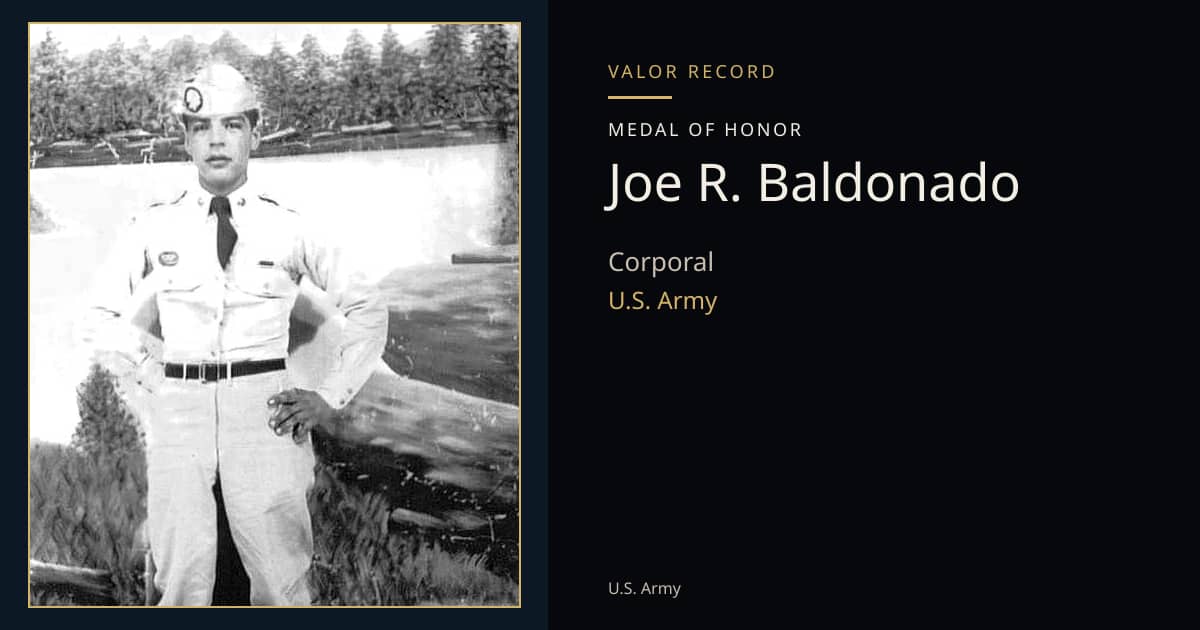 VALOR RECORD
MEDAL OF HONOR
Joe R. Baldonado
Corporal
U.S. Army
U.S. Army